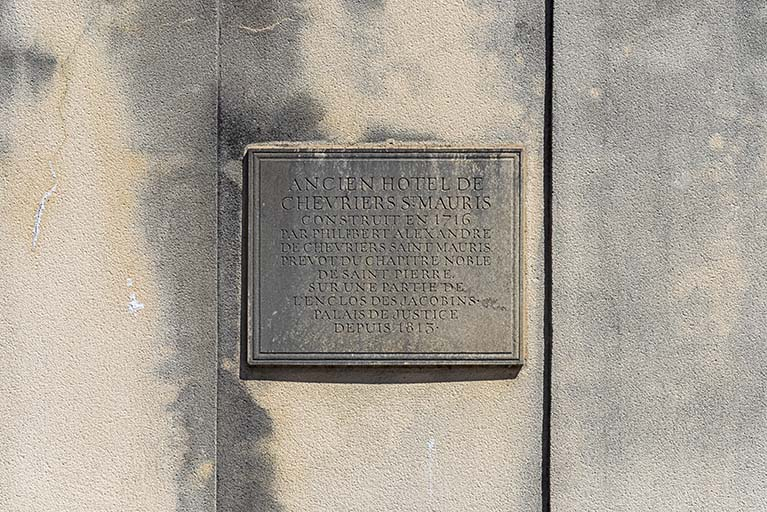 ANCIEN HOTEL DE
CHEVRIERS ST MAURIS
CONSTRUIT EN 1716
PAR PHILIBERT ALEXANDRE
DE CHEVRIERS SAINT MAURIS
PREVOT DU CHAPITRE NOBLE
DE SAINT PIERRE.
SUR UNE PARTIE DE
L'ENCLOS DES JACOBINS·
PALAIS DE JUSTICE
DEPUIS 1813·